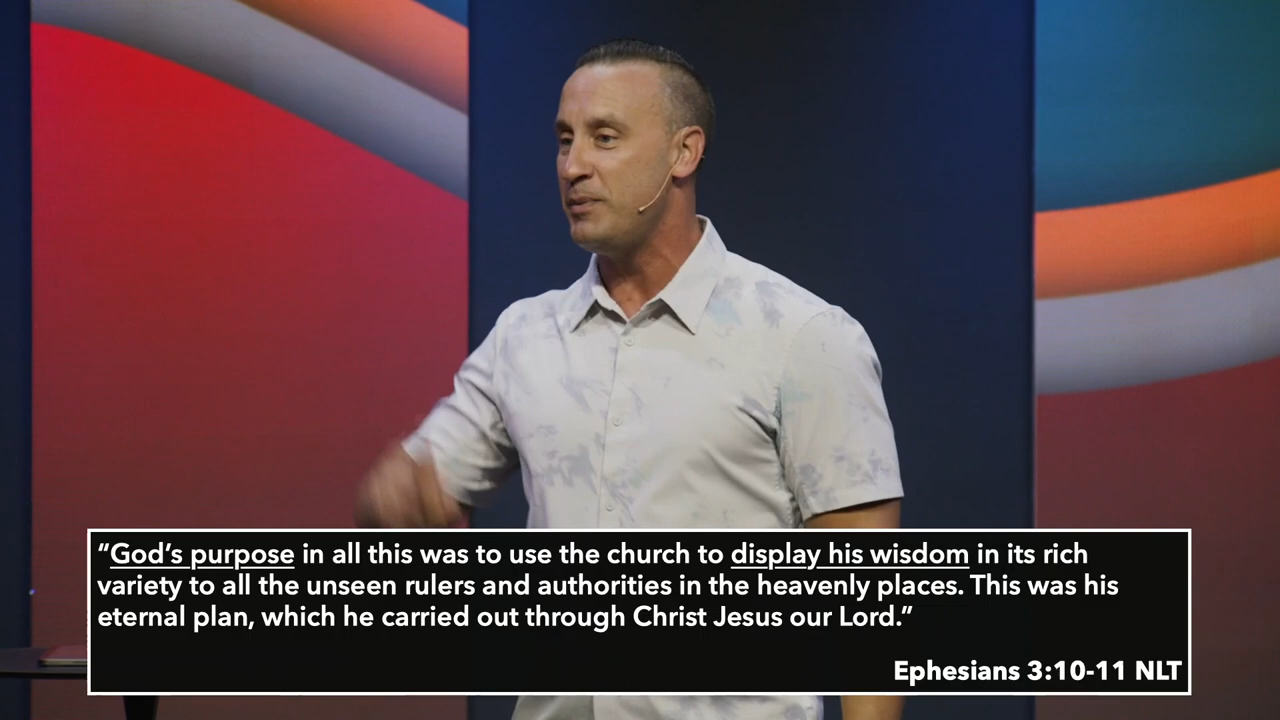 “God’s purpose in all this was to use the church to display his wisdom in its rich
variety to all the unseen rulers and authorities in the heavenly places. This was his
eternal plan, which he carried out through Christ Jesus our Lord.”
Ephesians 3:10-11 NLT